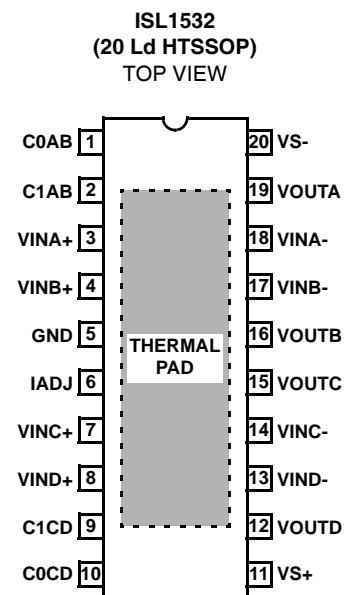 ISL1532
(20 Ld HTSSOP)
TOP VIEW
C0AB 1 20 VS-
C1AB 2 19 VOUTA
VINA+ 3 18 VINA-
VINB+ 4 17 VINB-
GND 5 16 VOUTB
THERMAL
PAD
IADJ 6 15 VOUTC
VINC+ 7 14 VINC-
VIND+ 8 13 VIND-
C1CD 9 12 VOUTD
C0CD 10 11 VS+